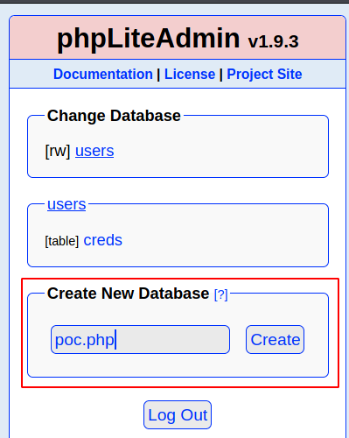 phpLiteAdmin v1.9.3
Documentation | License | Project Site
Change Database
[rw] users
users
[table] creds
Create New Database [?]
poc.php Create
Log Out